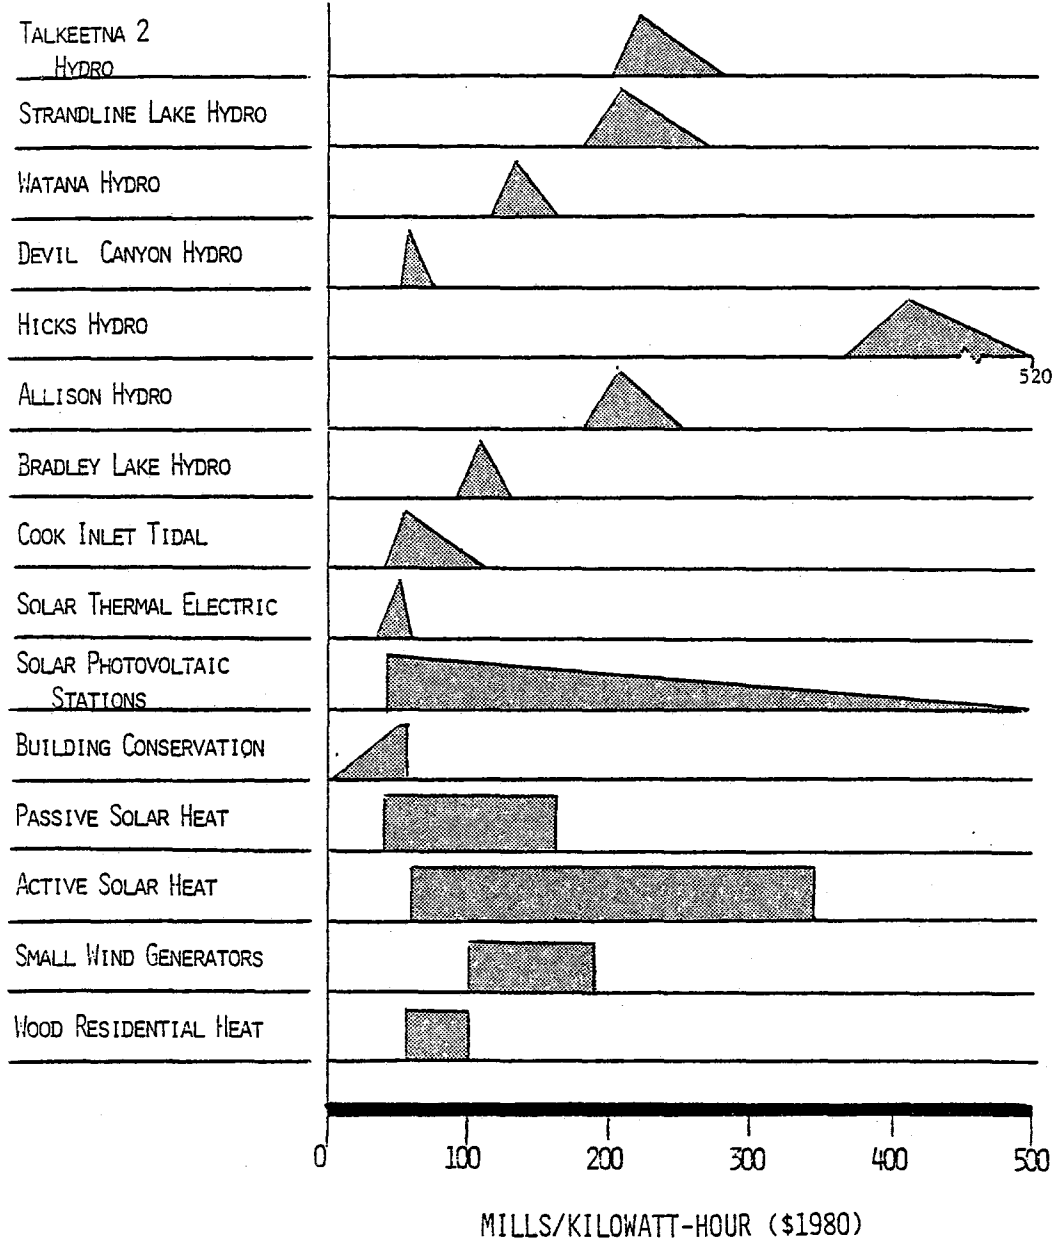 TALKEETNA 2
HYDRO
STRANDLINE LAKE HYDRO
WATANA HYDRO
DEVIL CANYON HYDRO
HICKS HYDRO
520
ALLISON HYDRO
BRADLEY LAKE HYDRO
COOK INLET TIDAL
SOLAR THERMAL ELECTRIC
SOLAR PHOTOVOLTAIC
STATIONS
BUILDING CONSERVATION
PASSIVE SOLAR HEAT
ACTIVE SOLAR HEAT
SMALL WIND GENERATORS
WOOD RESIDENTIAL HEAT
0 100 200 300 400 500
MILLS/KILOWATT-HOUR ($1980)